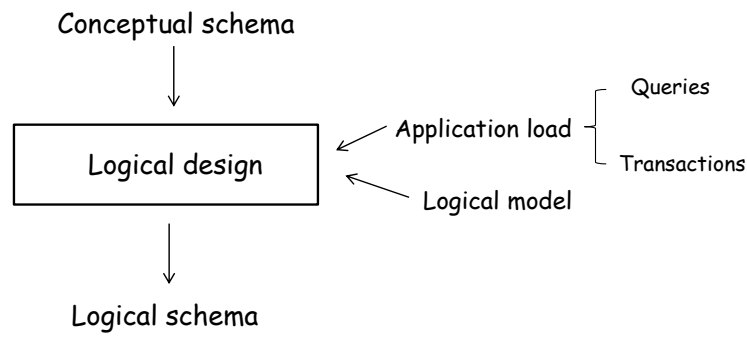 Conceptual schema
Queries
Application load
Logical design
Transactions
Logical model
Logical schema